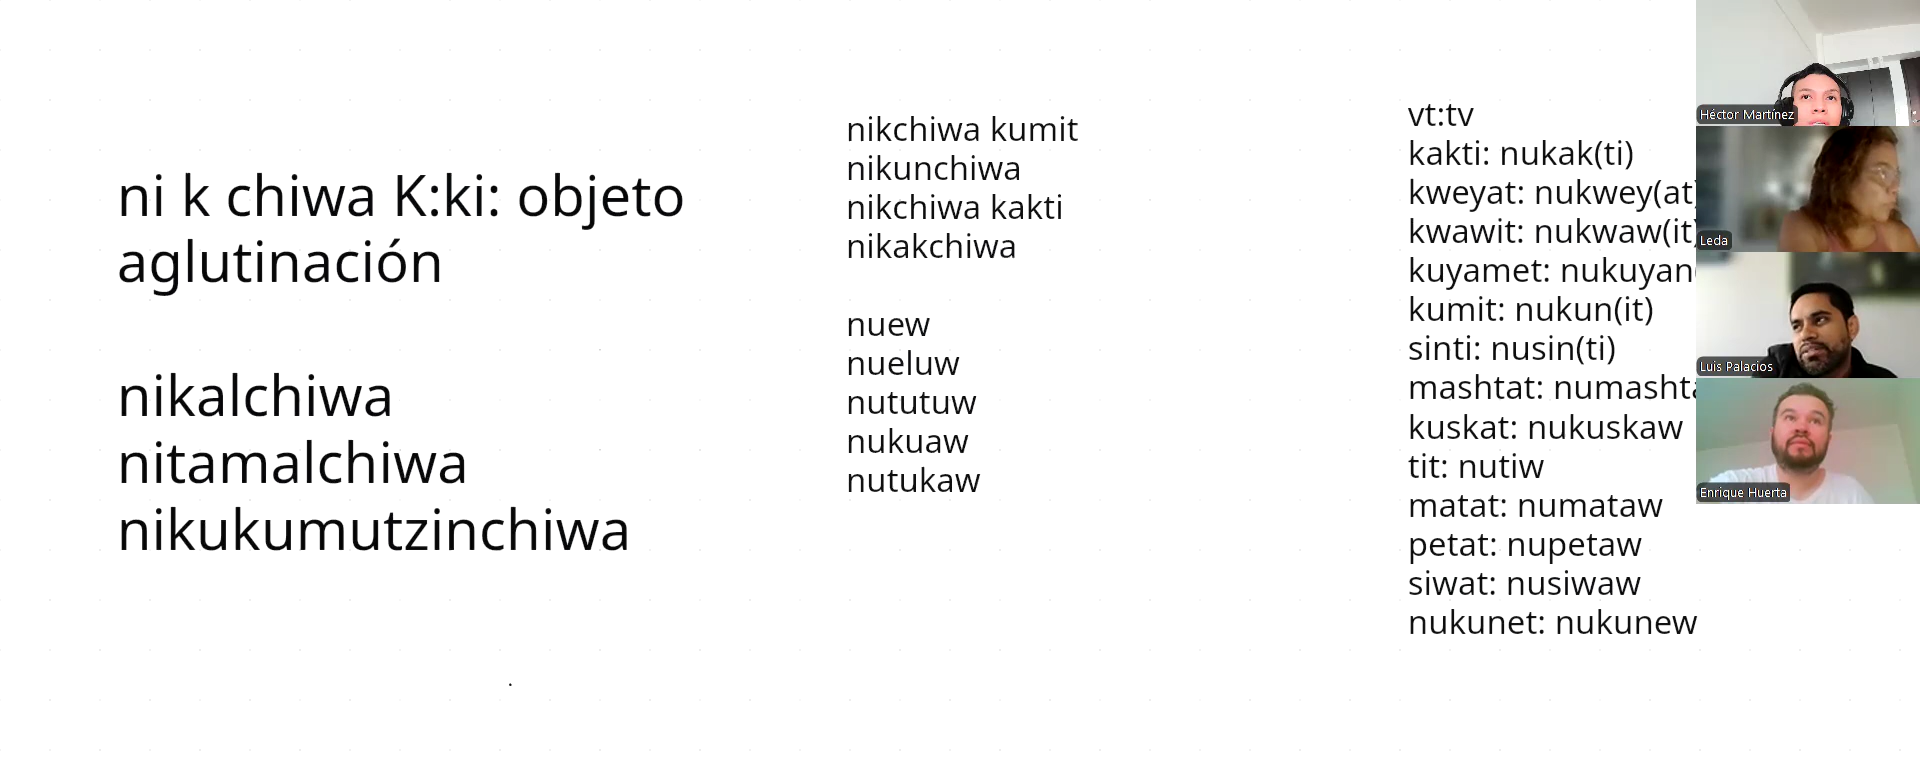 ni k chiwa K:ki: objeto
aglutinación
nikalchiwa
nitamalchiwa
nikukumutzinchiwa
nikchiwa kumit
nikunchiwa
nikchiwa kakti
nikakchiwa
nuew
nueluw
nututuw
nukuaw
nutukaw
vt:tv
kakti: nukak(ti)
kweyat: nukwey(at)
kwawit: nukwaw(it)
kuyamet: nukuyan(
kumit: nukun(it)
sinti: nusin(ti)
mashtat: numashta
kuskat: nukuskaw
tit: nutiw
matat: numataw
petat: nupetaw
siwat: nusiwaw
nukunet: nukunew
Héctor Martínez
Leda
Luis Palacios
Enrique Huerta